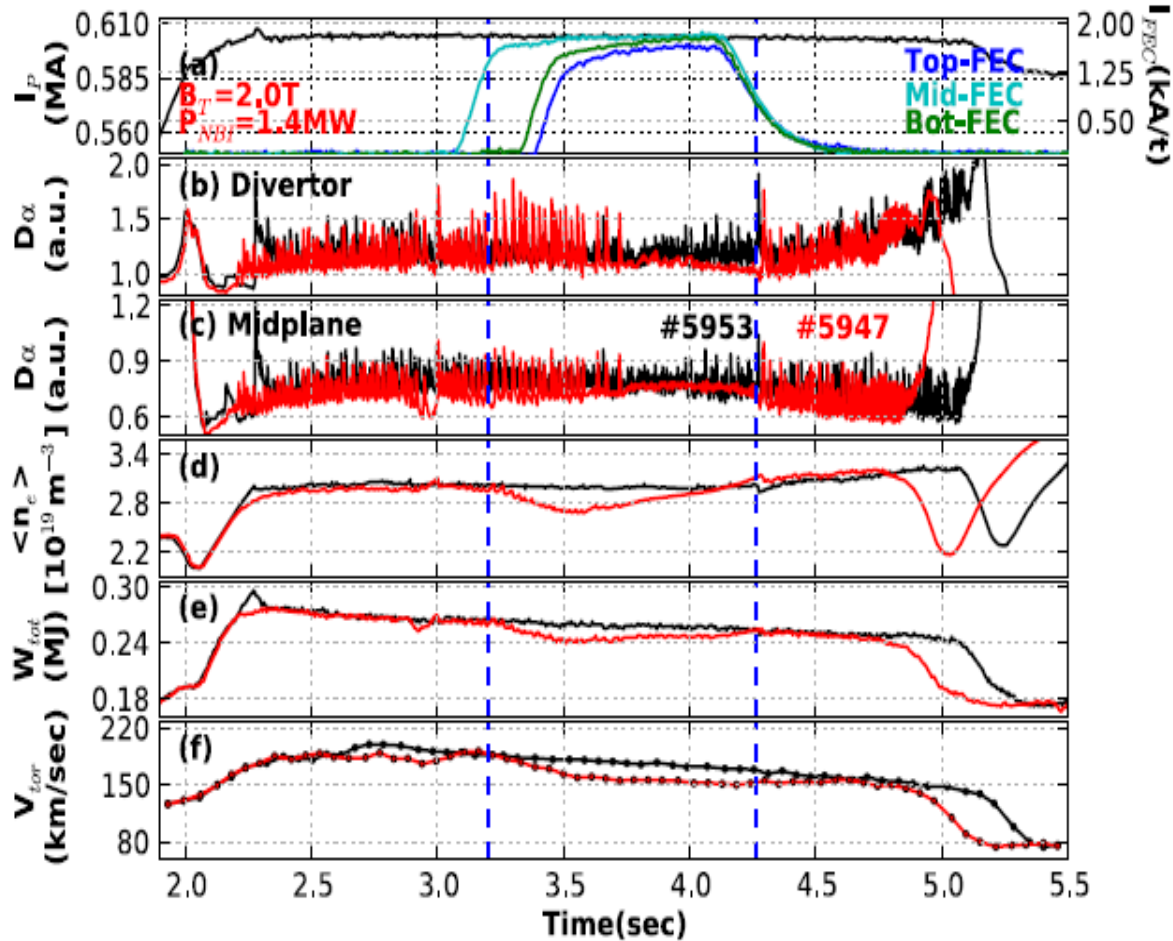 0.610
0.585
0.560
I_P
(MA)
(a)
B_T=2.0T
P_NBI=1.4MW
Top-FEC
Mid-FEC
Bot-FEC
2.00
1.25
0.50
I_FEC (kA/t)
2.0
1.5
1.0
Dα
(a.u.)
(b) Divertor
1.2
0.9
0.6
Dα
(a.u.)
(c) Midplane
#5953
#5947
3.4
2.8
2.2
<n_e>
[10^19 m^−3]
(d)
0.30
0.24
0.18
W_tot
(MJ)
(e)
220
150
80
V_tor
(km/sec)
(f)
2.0 2.5 3.0 3.5 4.0 4.5 5.0 5.5
Time(sec)